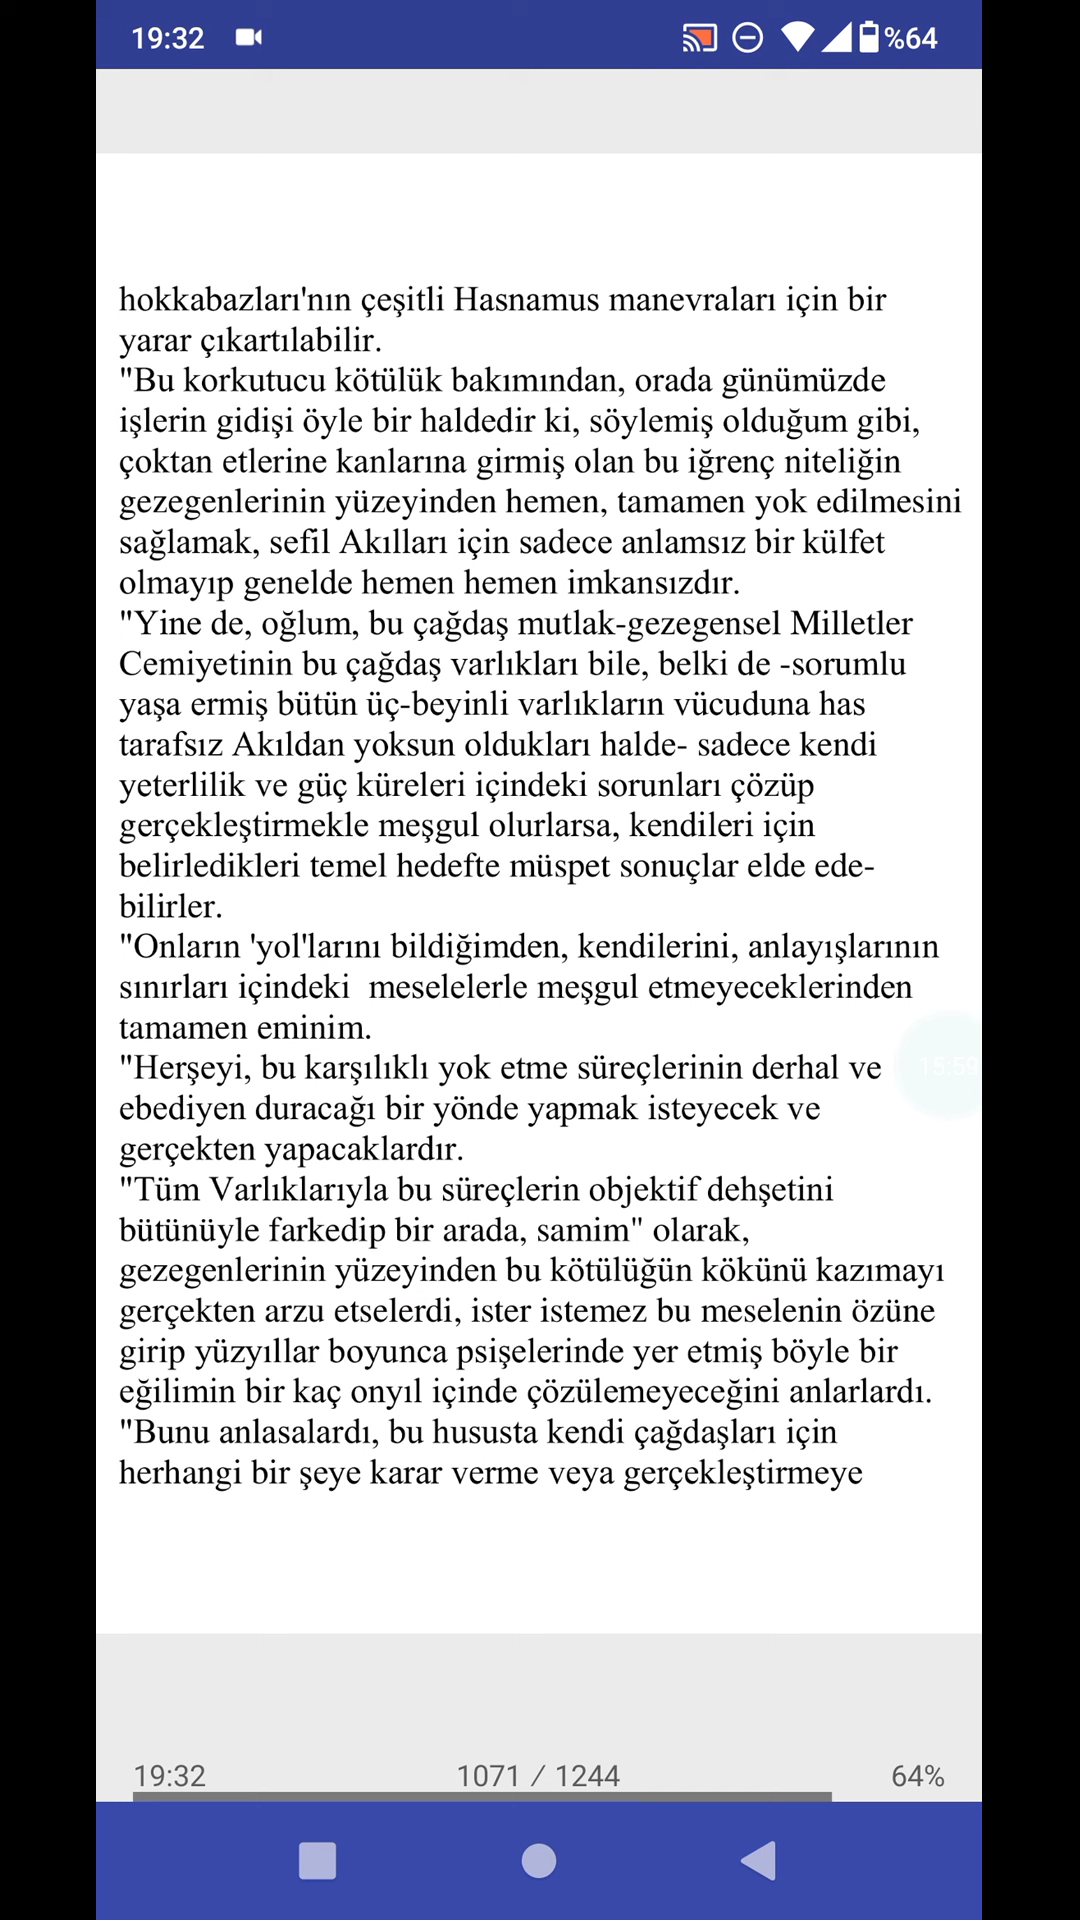 19:32 %64
hokkabazları'nın çeşitli Hasnamus manevraları için bir
yarar çıkartılabilir.
"Bu korkutucu kötülük bakımından, orada günümüzde
işlerin gidişi öyle bir haldedir ki, söylemiş olduğum gibi,
çoktan etlerine kanlarına girmiş olan bu iğrenç niteliğin
gezegenlerinin yüzeyinden hemen, tamamen yok edilmesini
sağlamak, sefil Akılları için sadece anlamsız bir külfet
olmayıp genelde hemen hemen imkansızdır.
"Yine de, oğlum, bu çağdaş mutlak-gezegensel Milletler
Cemiyetinin bu çağdaş varlıkları bile, belki de -sorumlu
yaşa ermiş bütün üç-beyinli varlıkların vücuduna has
tarafsız Akıldan yoksun oldukları halde- sadece kendi
yeterlilik ve güç küreleri içindeki sorunları çözüp
gerçekleştirmekle meşgul olurlarsa, kendileri için
belirledikleri temel hedefte müspet sonuçlar elde ede-
bilirler.
"Onların 'yol'larını bildiğimden, kendilerini, anlayışlarının
sınırları içindeki  meselelerle meşgul etmeyeceklerinden
tamamen eminim.
15:59
"Herşeyi, bu karşılıklı yok etme süreçlerinin derhal ve
ebediyen duracağı bir yönde yapmak isteyecek ve
gerçekten yapacaklardır.
"Tüm Varlıklarıyla bu süreçlerin objektif dehşetini
bütünüyle farkedip bir arada, samim" olarak,
gezegenlerinin yüzeyinden bu kötülüğün kökünü kazımayı
gerçekten arzu etselerdi, ister istemez bu meselenin özüne
girip yüzyıllar boyunca psişelerinde yer etmiş böyle bir
eğilimin bir kaç onyıl içinde çözülemeyeceğini anlarlardı.
"Bunu anlasalardı, bu hususta kendi çağdaşları için
herhangi bir şeye karar verme veya gerçekleştirmeye
19:32 1071 / 1244 64%